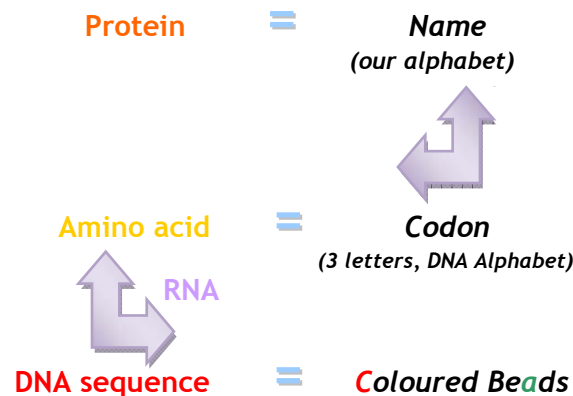 Protein = Name
(our alphabet)
Amino acid = Codon
(3 letters, DNA Alphabet)
RNA
DNA sequence = Coloured Beads